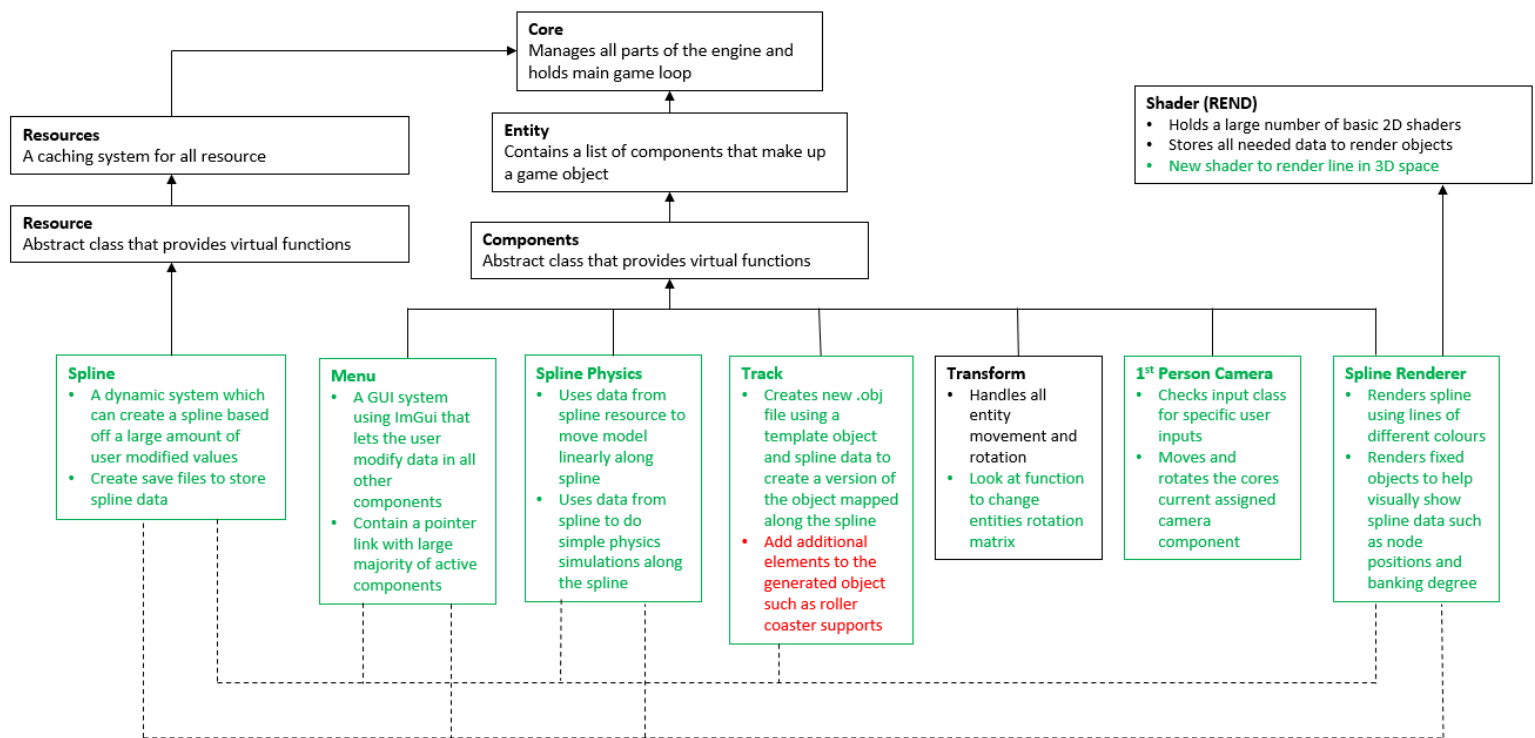 Core
Manages all parts of the engine and
holds main game loop
Shader (REND)
• Holds a large number of basic 2D shaders
• Stores all needed data to render objects
• New shader to render line in 3D space
Resources
A caching system for all resource
Entity
Contains a list of components that make up
a game object
Resource
Abstract class that provides virtual functions
Components
Abstract class that provides virtual functions
Spline
• A dynamic system which
can create a spline based
off a large amount of
user modified values
• Create save files to store
spline data
Menu
• A GUI system
using ImGui that
lets the user
modify data in all
other
components
• Contain a pointer
link with large
majority of active
components
Spline Physics
• Uses data from
spline resource to
move model
linearly along
spline
• Uses data from
spline to do
simple physics
simulations along
the spline
Track
• Creates new .obj
file using a
template object
and spline data to
create a version of
the object mapped
along the spline
• Add additional
elements to the
generated object
such as roller
coaster supports
Transform
• Handles all
entity
movement and
rotation
• Look at function
to change
entities rotation
matrix
1st Person Camera
• Checks input class
for specific user
inputs
• Moves and
rotates the cores
current assigned
camera
component
Spline Renderer
• Renders spline
using lines of
different colours
• Renders fixed
objects to help
visually show
spline data such
as node
positions and
banking degree